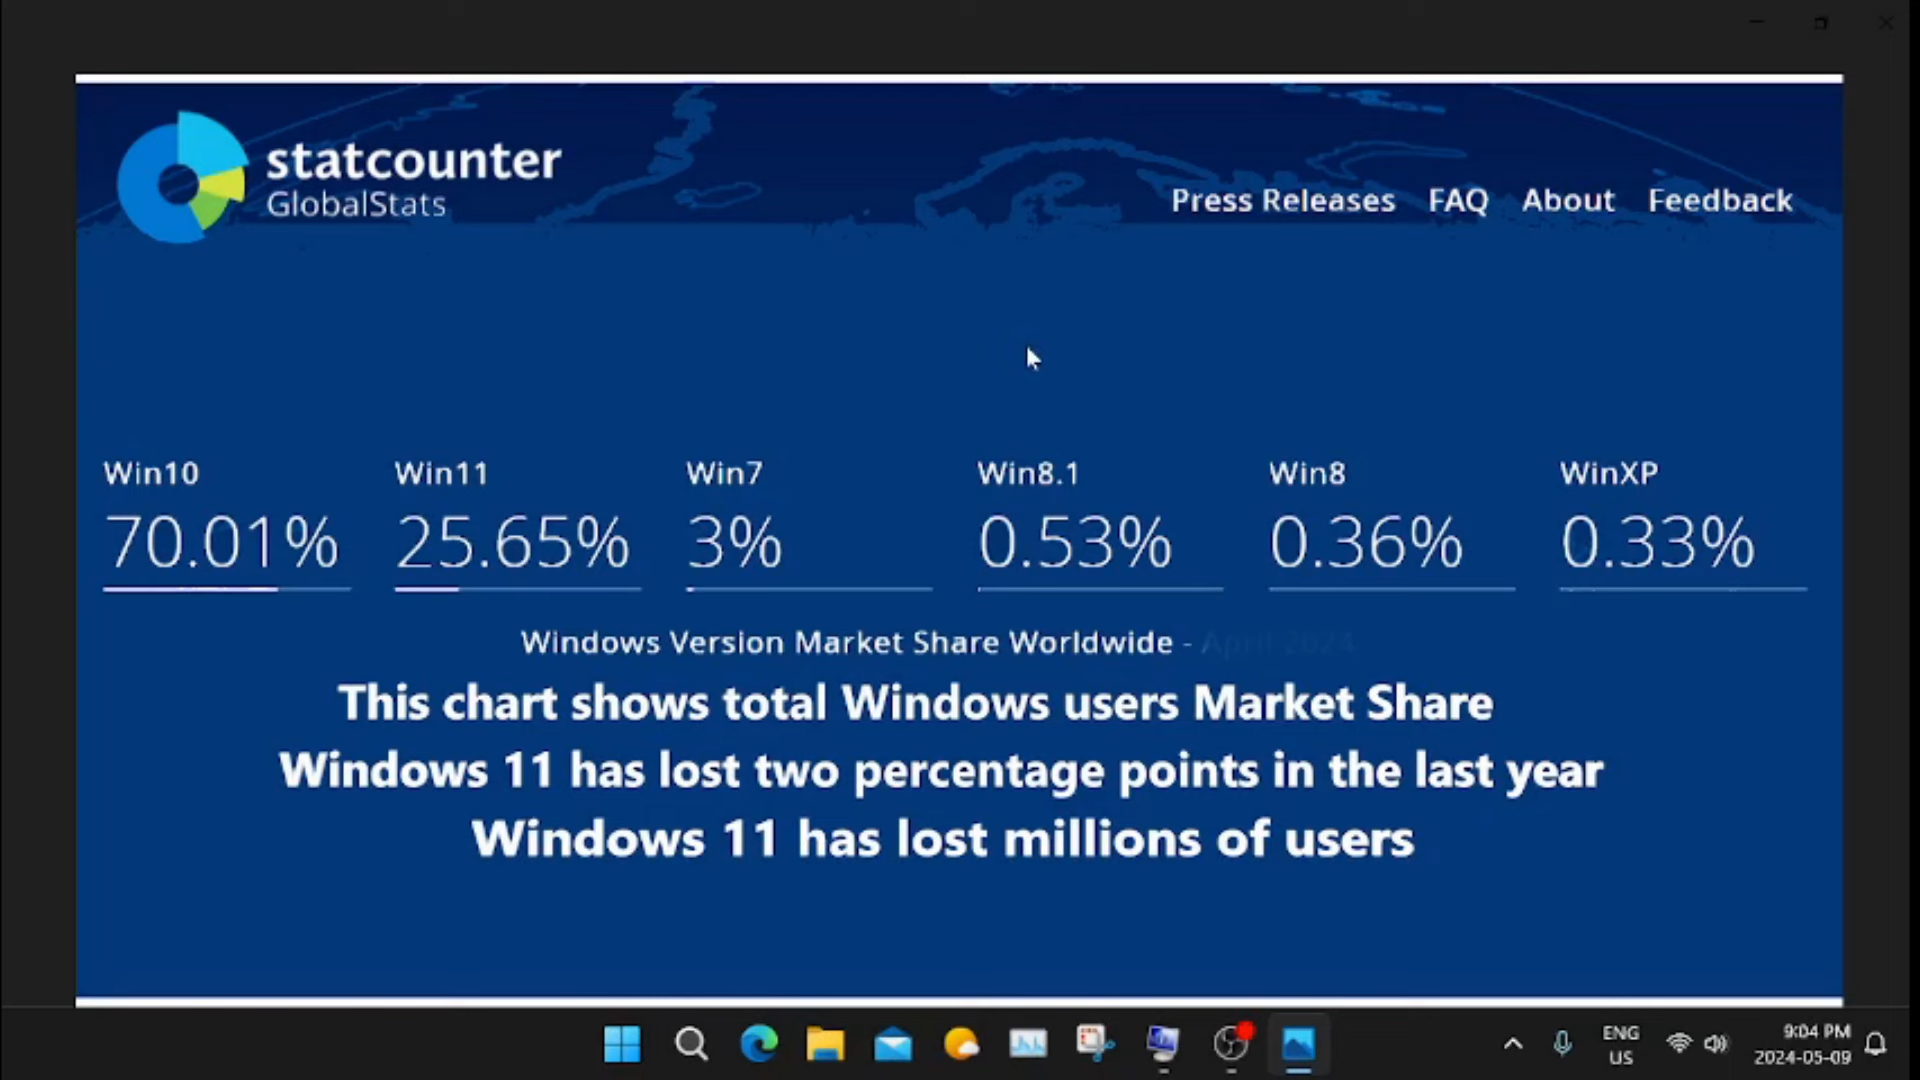 statcounter
GlobalStats
Press Releases FAQ About Feedback
Win10 Win11 Win7 Win8.1 Win8 WinXP
70.01% 25.65% 3% 0.53% 0.36% 0.33%
Windows Version Market Share Worldwide - April 2024
This chart shows total Windows users Market Share
Windows 11 has lost two percentage points in the last year
Windows 11 has lost millions of users
ENG
US
9:04 PM
2024-05-09